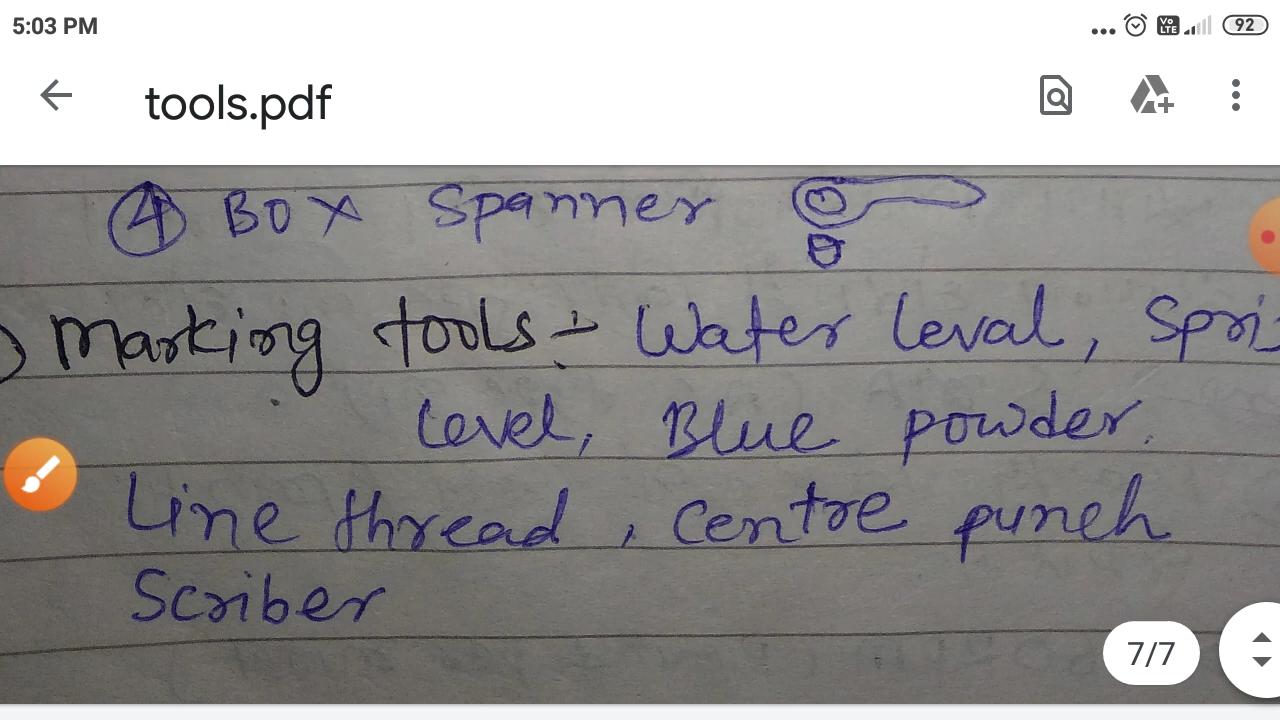 5:03 PM
92
tools.pdf
④ Box Spanner
Marking tools:- Water leval, Spri
level, Blue powder.
Line thread, Centre punch
Scriber
7/7